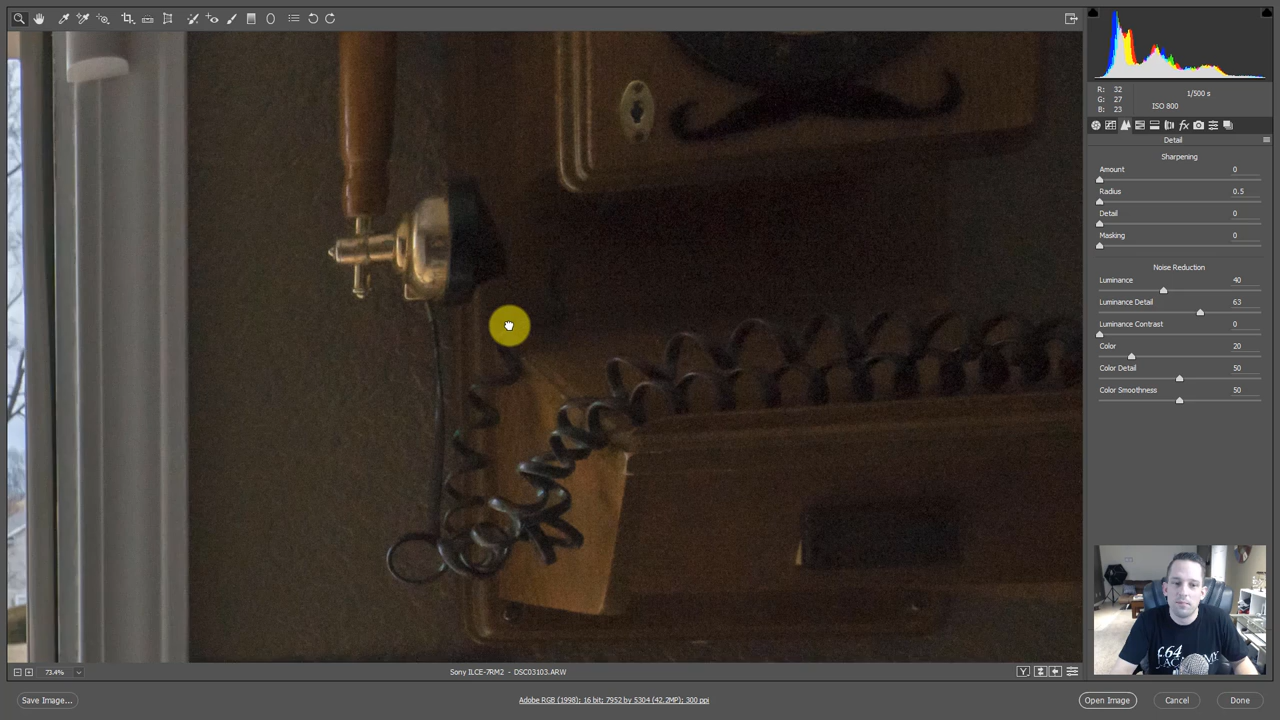 R: 32
G: 27
B: 23
1/500 s
ISO 800
fx
Detail
Sharpening
Amount 0
Radius 0.5
Detail 0
Masking 0
Noise Reduction
Luminance 40
Luminance Detail 63
Luminance Contrast 0
Color 20
Color Detail 50
Color Smoothness 50
C64
ACADEMY
73.4%
Sony ILCE-7RM2 - DSC03103.ARW
Y
Save Image...
Adobe RGB (1998); 16 bit; 7952 by 5304 (42.2MP); 300 ppi
Open Image
Cancel
Done